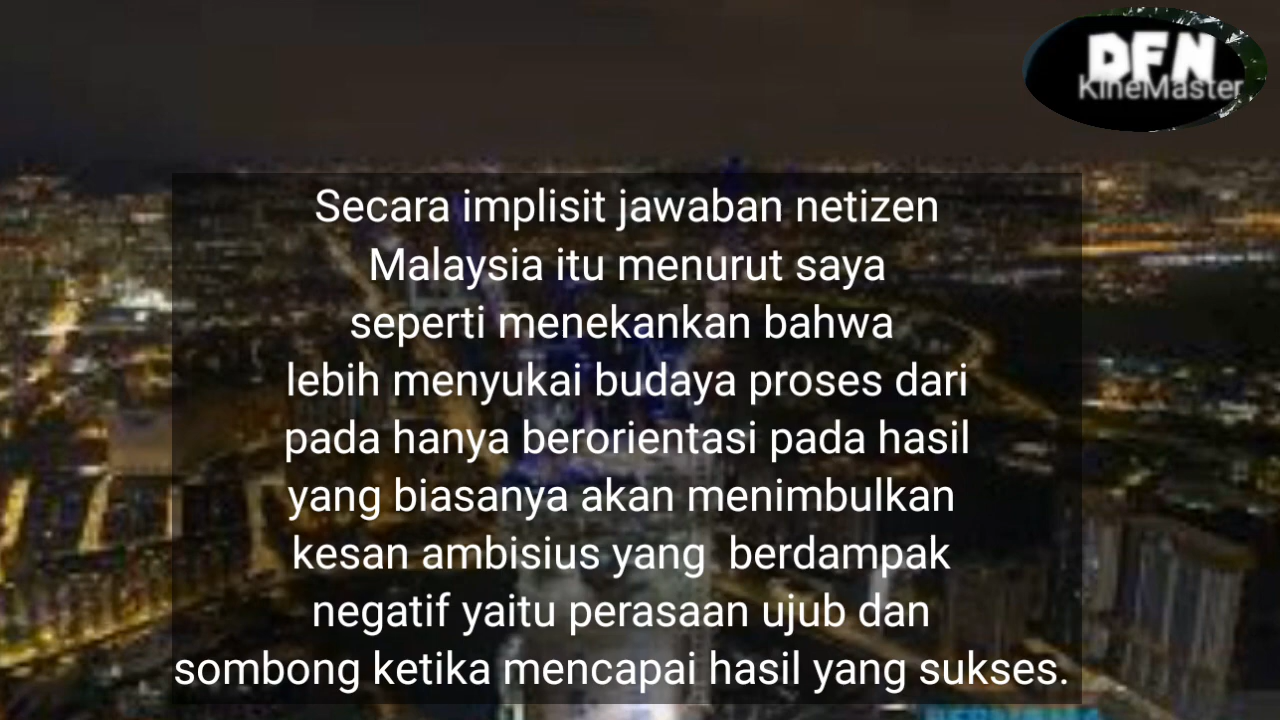 DFN
KineMaster
Secara implisit jawaban netizen
Malaysia itu menurut saya
seperti menekankan bahwa
lebih menyukai budaya proses dari
pada hanya berorientasi pada hasil
yang biasanya akan menimbulkan
kesan ambisius yang  berdampak
negatif yaitu perasaan ujub dan
sombong ketika mencapai hasil yang sukses.